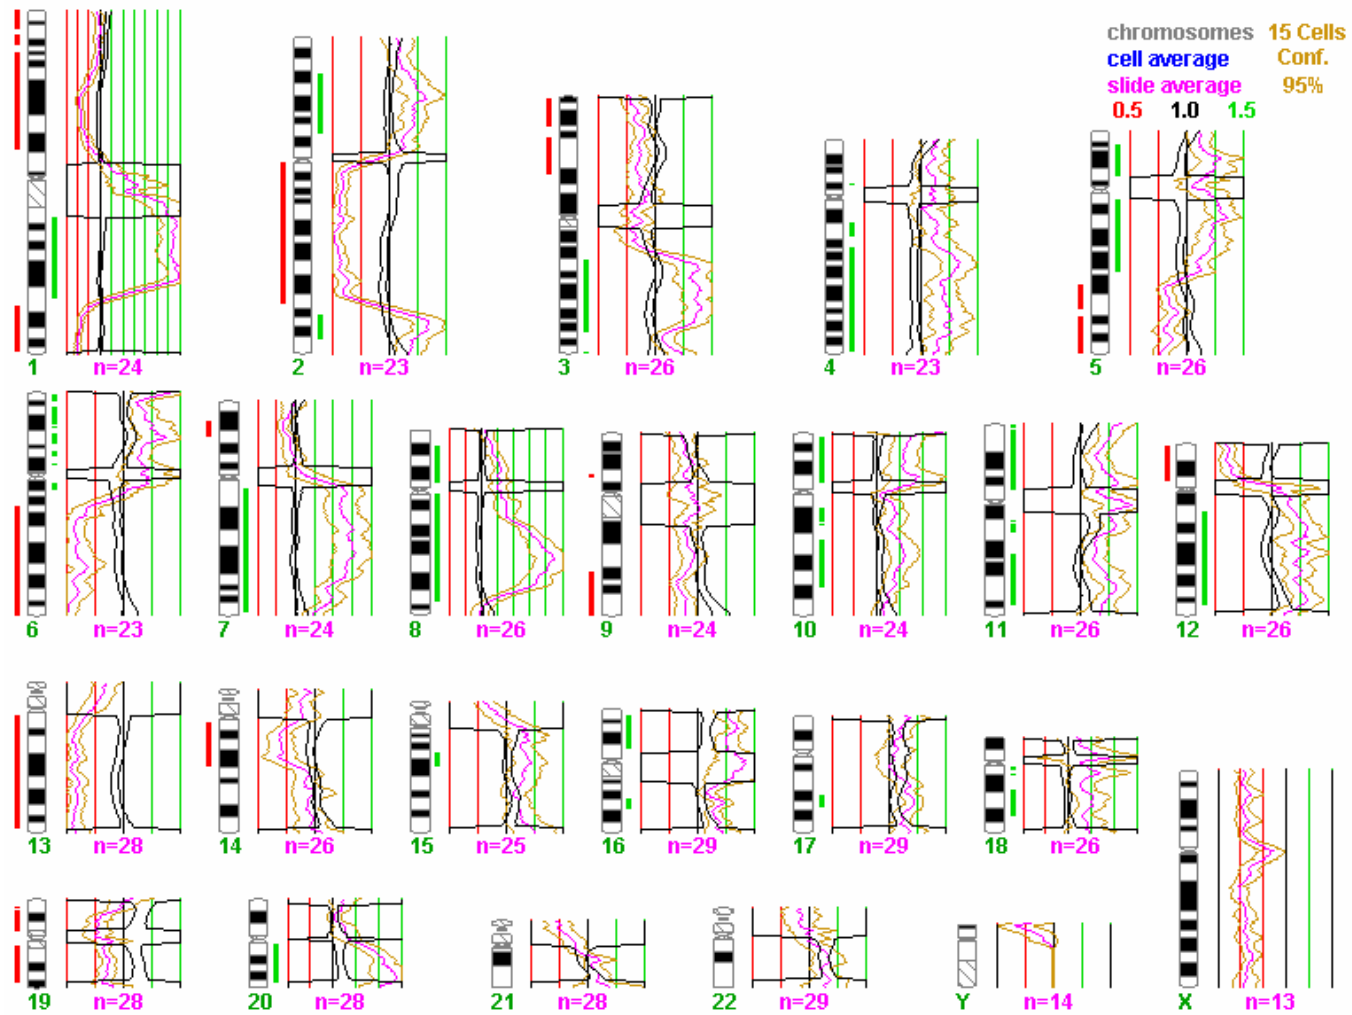 chromosomes 15 Cells
cell average Conf.
slide average 95%
0.5 1.0 1.5
1 n=24
2 n=23
3 n=26
4 n=23
5 n=26
6 n=23
7 n=24
8 n=26
9 n=24
10 n=24
11 n=26
12 n=26
13 n=28
14 n=26
15 n=25
16 n=29
17 n=29
18 n=26
19 n=28
20 n=28
21 n=28
22 n=29
Y n=14
X n=13